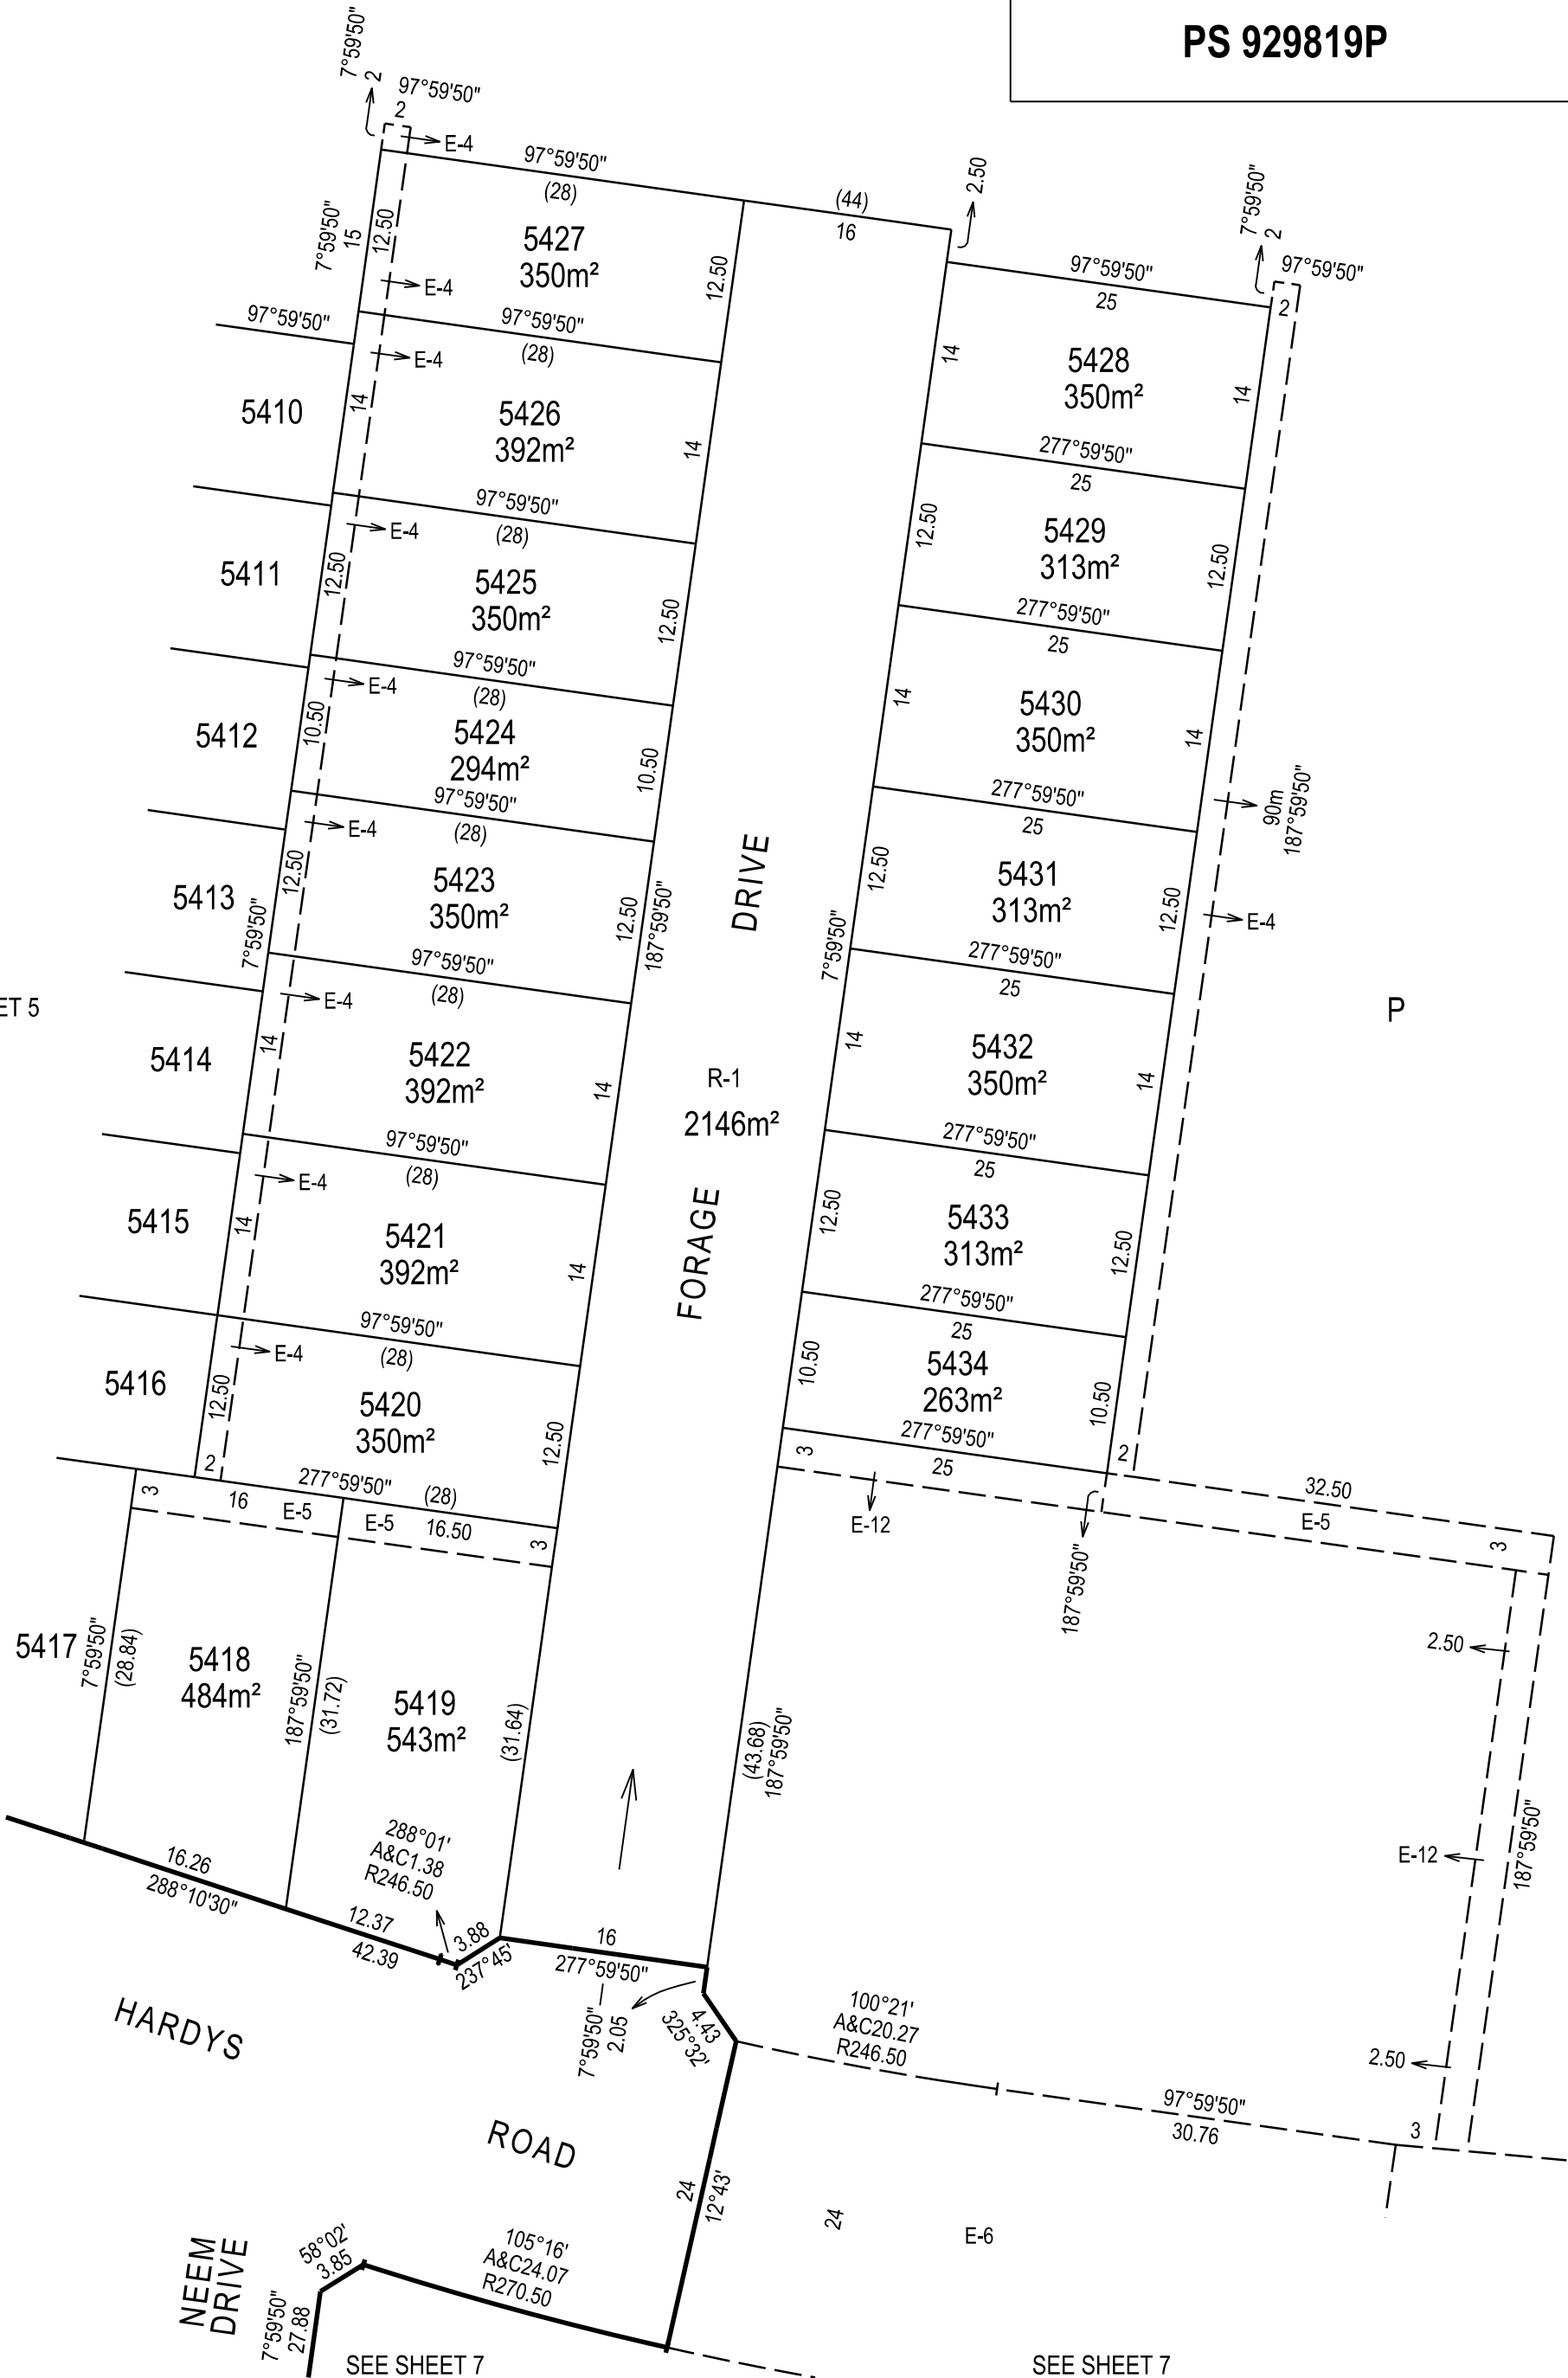 PS 929819P
7°59'50"
2
97°59'50"
2
E-4
97°59'50"
(28)
(44)
16
2.50
7°59'50"
2
97°59'50"
2
7°59'50"
15
12.50
5427
350m²
12.50
E-4
97°59'50"
25
97°59'50"
97°59'50"
(28)
E-4
14
5428
350m²
14
5410
14
5426
392m²
14
277°59'50"
25
97°59'50"
(28)
E-4
12.50
5429
313m²
12.50
5411
12.50
5425
350m²
12.50
277°59'50"
25
97°59'50"
(28)
E-4
14
5430
350m²
14
5412
10.50
5424
294m²
10.50
90m
187°59'50"
277°59'50"
25
97°59'50"
(28)
E-4
DRIVE
12.50
5431
313m²
12.50
E-4
5413
7°59'50"
12.50
5423
350m²
12.50
187°59'50"
7°59'50"
277°59'50"
25
97°59'50"
(28)
E-4
ET 5
P
5414
14
5422
392m²
14
R-1
2146m²
14
5432
350m²
14
277°59'50"
25
97°59'50"
(28)
E-4
5415
14
5421
392m²
14
FORAGE
12.50
5433
313m²
12.50
277°59'50"
25
97°59'50"
(28)
E-4
5416
12.50
5420
350m²
12.50
10.50
5434
263m²
10.50
277°59'50"
25
3
2
2
277°59'50"
(28)
3
16
E-5
E-5
16.50
3
E-12
187°59'50"
32.50
E-5
3
5417
7°59'50"
(28.84)
5418
484m²
187°59'50"
(31.72)
5419
543m²
(31.64)
(43.68)
187°59'50"
2.50
E-12
187°59'50"
288°01'
A&C1.38
R246.50
16.26
288°10'30"
12.37
42.39
3.88
237°45'
16
277°59'50"
7°59'50"
2.05
4.43
325°32'
100°21'
A&C20.27
R246.50
2.50
97°59'50"
30.76
3
HARDYS
ROAD
24
12°43'
24
E-6
NEEM
DRIVE
58°02'
3.85
105°16'
A&C24.07
R270.50
7°59'50"
27.88
SEE SHEET 7
SEE SHEET 7